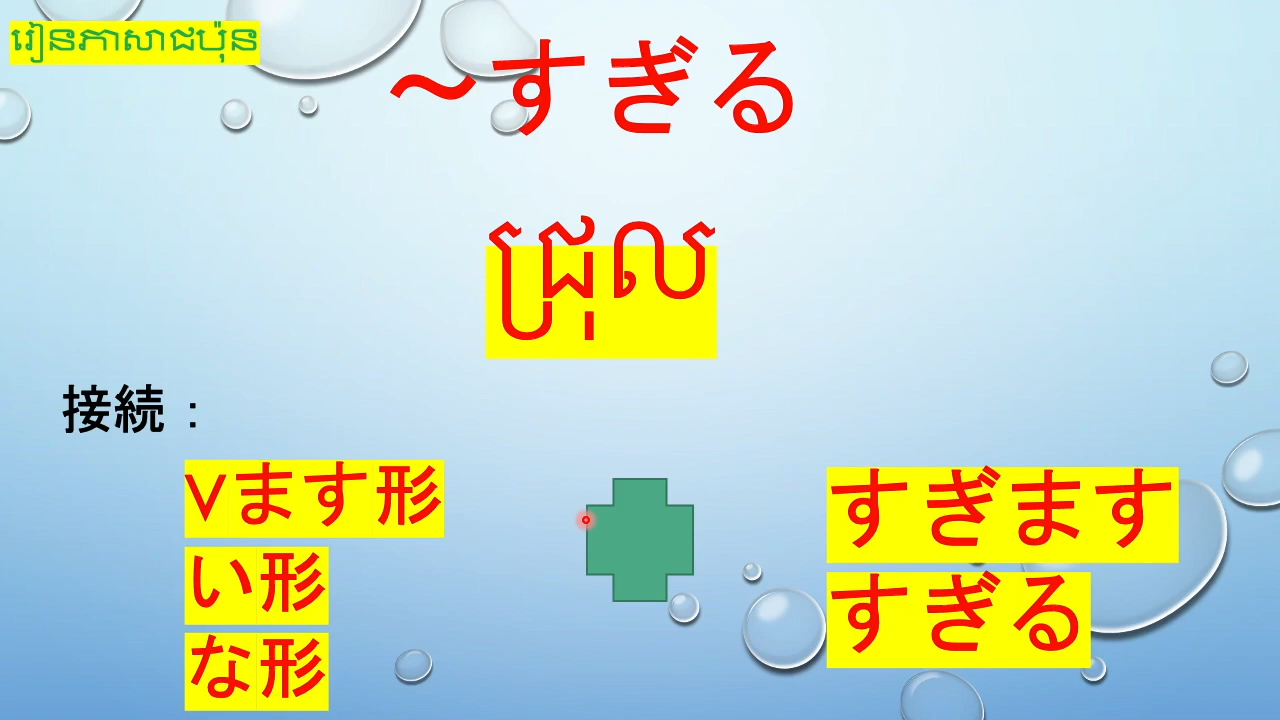 រៀនភាសាជប៉ុន
～すぎる
ជ្រុល
接続：
Vます形
い形
な形
すぎます
すぎる